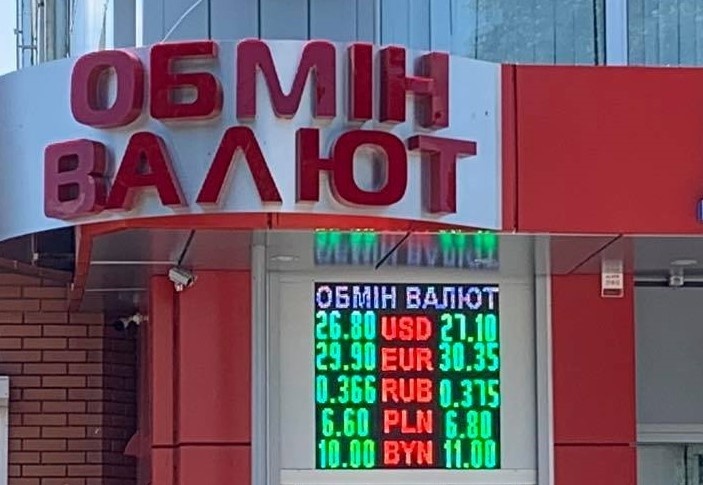 ОБМІН
ВАЛЮТ
ОБМІН ВАЛЮТ
26.80 USD 27.10
29.90 EUR 30.35
0.366 RUB 0.375
6.60 PLN 6.80
10.00 BYN 11.00